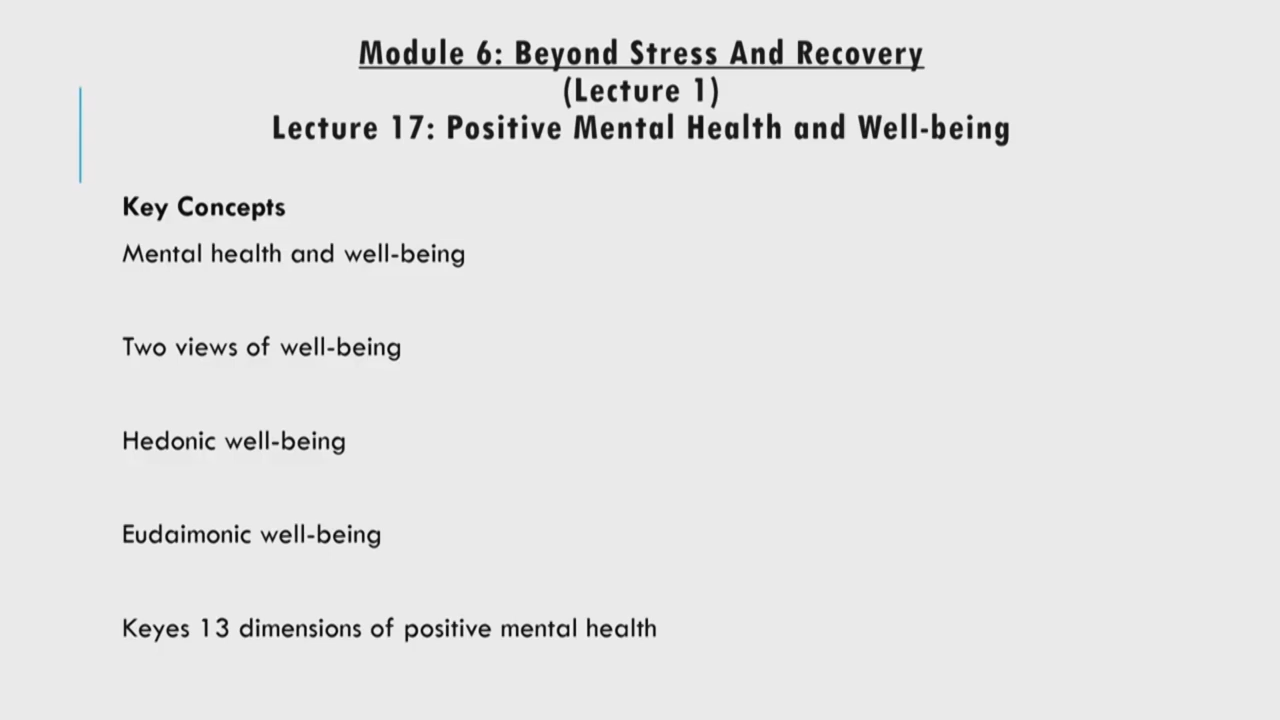 Module 6: Beyond Stress And Recovery
(Lecture 1)
Lecture 17: Positive Mental Health and Well-being
Key Concepts
Mental health and well-being
Two views of well-being
Hedonic well-being
Eudaimonic well-being
Keyes 13 dimensions of positive mental health